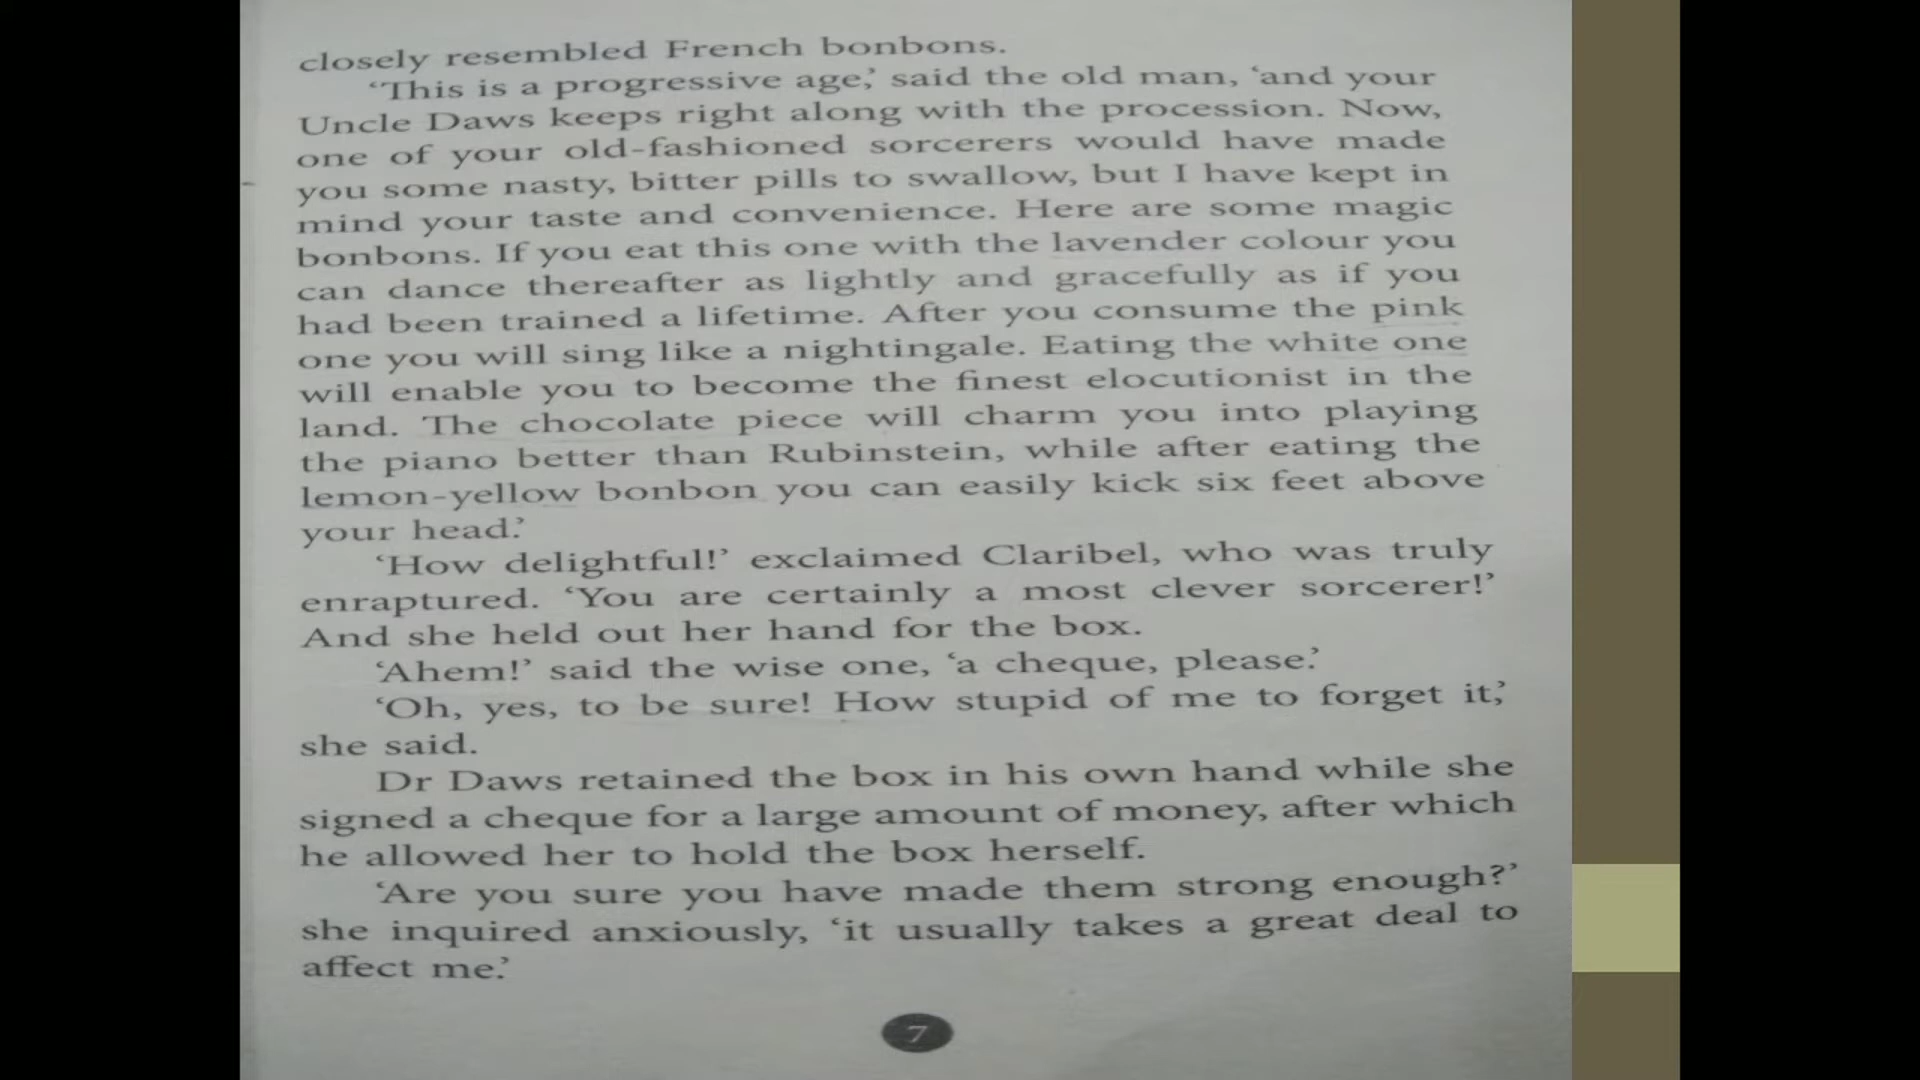 closely resembled French bonbons.
‘This is a progressive age,’ said the old man, ‘and your
Uncle Daws keeps right along with the procession. Now,
one of your old-fashioned sorcerers would have made
you some nasty, bitter pills to swallow, but I have kept in
mind your taste and convenience. Here are some magic
bonbons. If you eat this one with the lavender colour you
can dance thereafter as lightly and gracefully as if you
had been trained a lifetime. After you consume the pink
one you will sing like a nightingale. Eating the white one
will enable you to become the finest elocutionist in the
land. The chocolate piece will charm you into playing
the piano better than Rubinstein, while after eating the
lemon-yellow bonbon you can easily kick six feet above
your head.’
‘How delightful!’ exclaimed Claribel, who was truly
enraptured. ‘You are certainly a most clever sorcerer!’
And she held out her hand for the box.
‘Ahem!’ said the wise one, ‘a cheque, please.’
‘Oh, yes, to be sure! How stupid of me to forget it,’
she said.
Dr Daws retained the box in his own hand while she
signed a cheque for a large amount of money, after which
he allowed her to hold the box herself.
‘Are you sure you have made them strong enough?’
she inquired anxiously, ‘it usually takes a great deal to
affect me.’
7